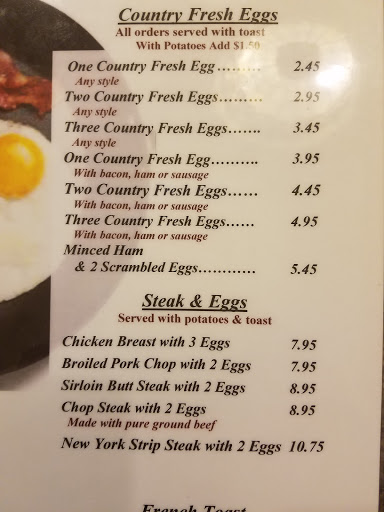 Country Fresh Eggs
All orders served with toast
With Potatoes Add $1.50
One Country Fresh Egg......... 2.45
Any style
Two Country Fresh Eggs......... 2.95
Any style
Three Country Fresh Eggs....... 3.45
Any style
One Country Fresh Egg.......... 3.95
With bacon, ham or sausage
Two Country Fresh Eggs...... 4.45
With bacon, ham or sausage
Three Country Fresh Eggs...... 4.95
With bacon, ham or sausage
Minced Ham
& 2 Scrambled Eggs............ 5.45
Steak & Eggs
Served with potatoes & toast
Chicken Breast with 3 Eggs 7.95
Broiled Pork Chop with 2 Eggs 7.95
Sirloin Butt Steak with 2 Eggs 8.95
Chop Steak with 2 Eggs 8.95
Made with pure ground beef
New York Strip Steak with 2 Eggs 10.75
French Toast